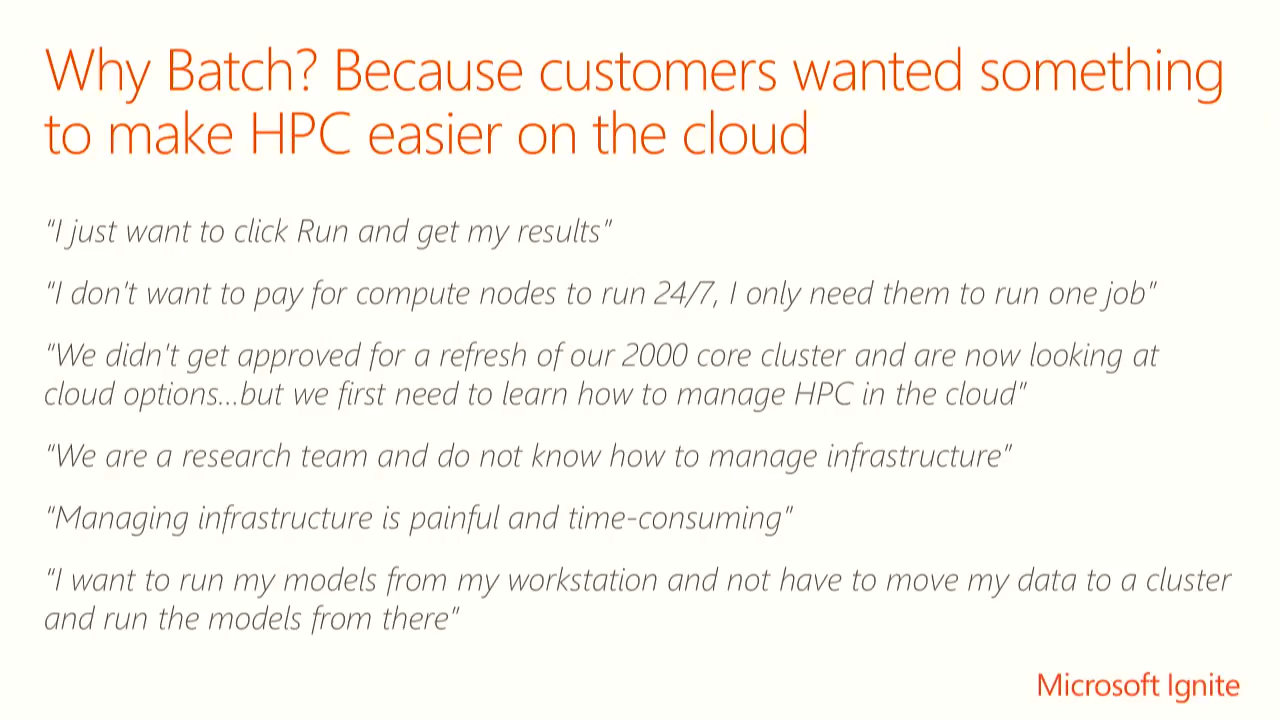 Why Batch? Because customers wanted something
to make HPC easier on the cloud
"I just want to click Run and get my results"
"I don't want to pay for compute nodes to run 24/7, I only need them to run one job"
"We didn't get approved for a refresh of our 2000 core cluster and are now looking at
cloud options...but we first need to learn how to manage HPC in the cloud"
"We are a research team and do not know how to manage infrastructure"
"Managing infrastructure is painful and time-consuming"
"I want to run my models from my workstation and not have to move my data to a cluster
and run the models from there"
Microsoft Ignite